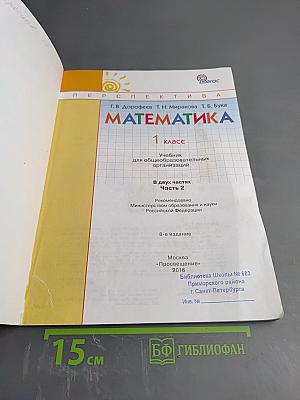 ФГОС
ПЕРСПЕКТИВА
Г. В. Дорофеев Т. Н. Миракова Т. Б. Бука
МАТЕМАТИКА
1 КЛАСС
Учебник
для общеобразовательных
организаций
В двух частях
Часть 2
Рекомендовано
Министерством образования и науки
Российской Федерации
8-е издание
Москва
«Просвещение»
2016
Библиотека Школы № 683
Приморского района
г. Санкт-Петербурга
Инв. №
15 см
БФ БИБЛИОФАН